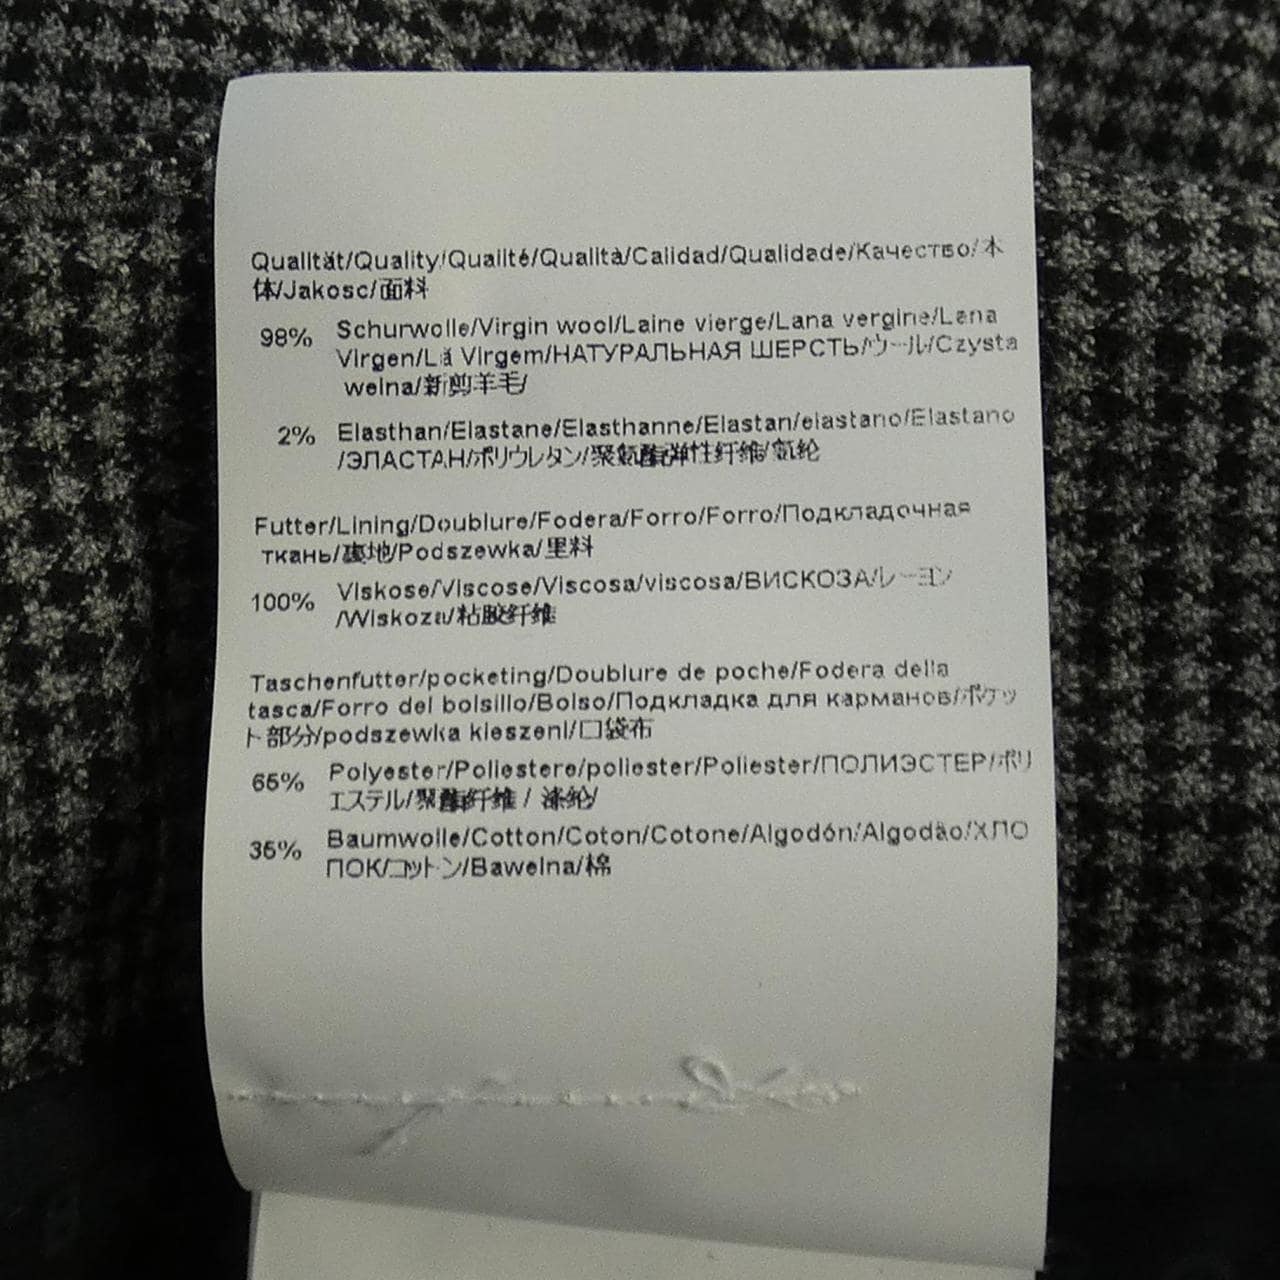 Qualität/Quality/Qualité/Qualità/Calidad/Qualidade/Качество/本
体/Jakosc/面料
98% Schurwolle/Virgin wool/Laine vierge/Lana vergine/Lana
Virgen/Lã Virgem/НАТУРАЛЬНАЯ ШЕРСТЬ/ウール/Czysta
welna/新剪羊毛/
2% Elasthan/Elastane/Elasthanne/Elastan/elastano/Elastano
/ЭЛАСТАН/ポリウレタン/聚氨酯弹性纤维/氨纶
Futter/Lining/Doublure/Fodera/Forro/Forro/Подкладочная
ткань/裏地/Podszewka/里料
100% Viskose/Viscose/Viscosa/viscosa/ВИСКОЗА/レーヨン
/Wiskoza/粘胶纤维
Taschenfutter/pocketing/Doublure de poche/Fodera della
tasca/Forro del bolsillo/Bolso/Подкладка для карманов/ポケッ
ト部分/podszewka kieszeni/口袋布
65% Polyester/Poliestere/poliester/Poliester/ПОЛИЭСТЕР/ポリ
エステル/聚酯纤维 / 涤纶/
35% Baumwolle/Cotton/Coton/Cotone/Algodón/Algodão/ХЛО
ПОК/コットン/Bawelna/棉